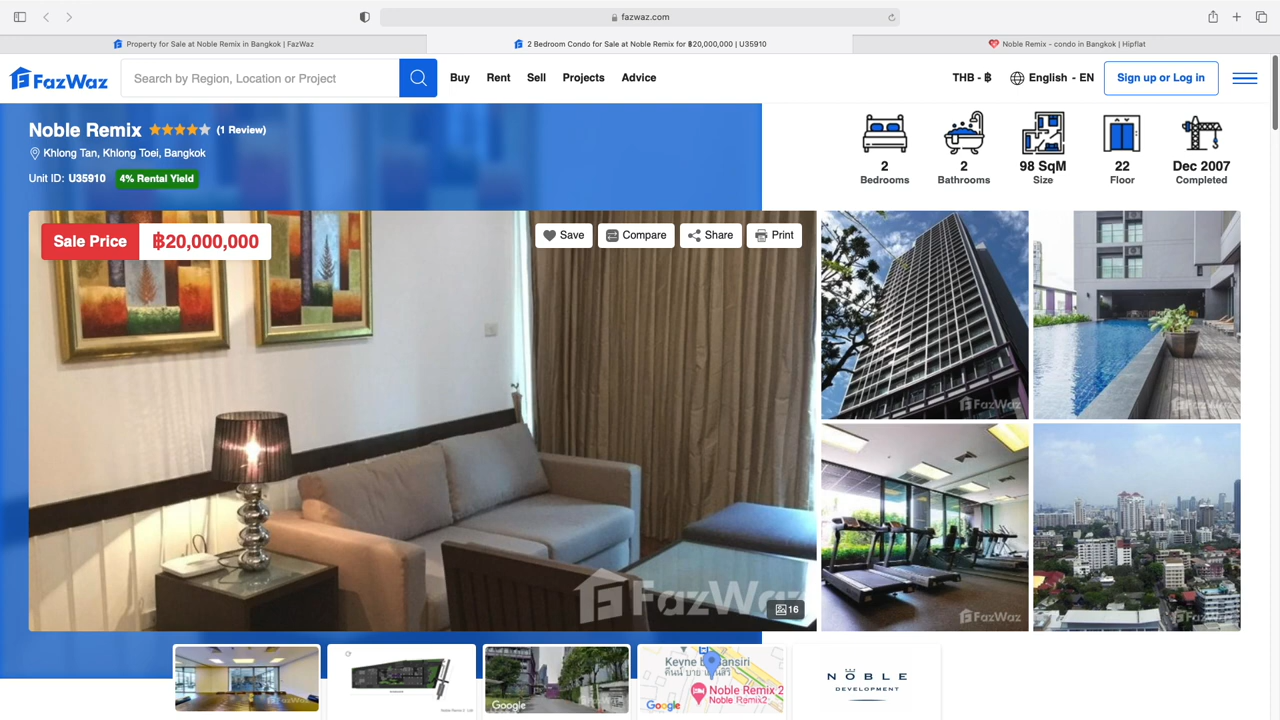 fazwaz.com
Property for Sale at Noble Remix in Bangkok | FazWaz
2 Bedroom Condo for Sale at Noble Remix for ฿20,000,000 | U35910
Noble Remix - condo in Bangkok | Hipflat
FazWaz
Search by Region, Location or Project
Buy
Rent
Sell
Projects
Advice
THB - ฿
English - EN
Sign up or Log in
Noble Remix
(1 Review)
Khlong Tan, Khlong Toei, Bangkok
Unit ID: U35910
4% Rental Yield
2
Bedrooms
2
Bathrooms
98 SqM
Size
22
Floor
Dec 2007
Completed
Sale Price
฿20,000,000
Save
Compare
Share
Print
FazWaz
16
FazWaz
FazWaz
FazWaz
FazWaz
FazWaz
Google
Noble Remix 2
Noble Remix2
Google
NOBLE
DEVELOPMENT